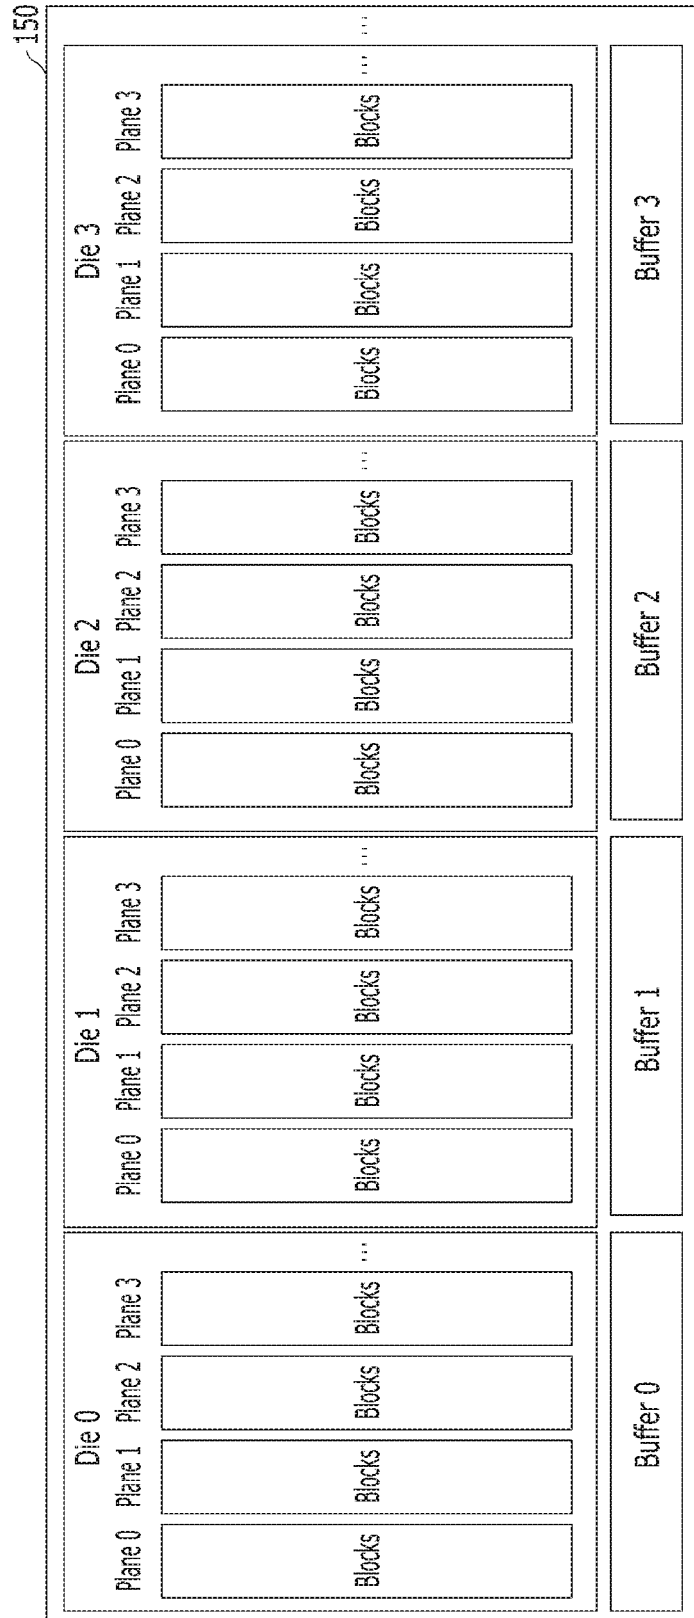 150
Die 0
Plane 0 Plane 1 Plane 2 Plane 3
Blocks Blocks Blocks Blocks ...
Buffer 0
Die 1
Plane 0 Plane 1 Plane 2 Plane 3
Blocks Blocks Blocks Blocks ...
Buffer 1
Die 2
Plane 0 Plane 1 Plane 2 Plane 3
Blocks Blocks Blocks Blocks ...
Buffer 2
Die 3
Plane 0 Plane 1 Plane 2 Plane 3
Blocks Blocks Blocks Blocks ...
Buffer 3
...